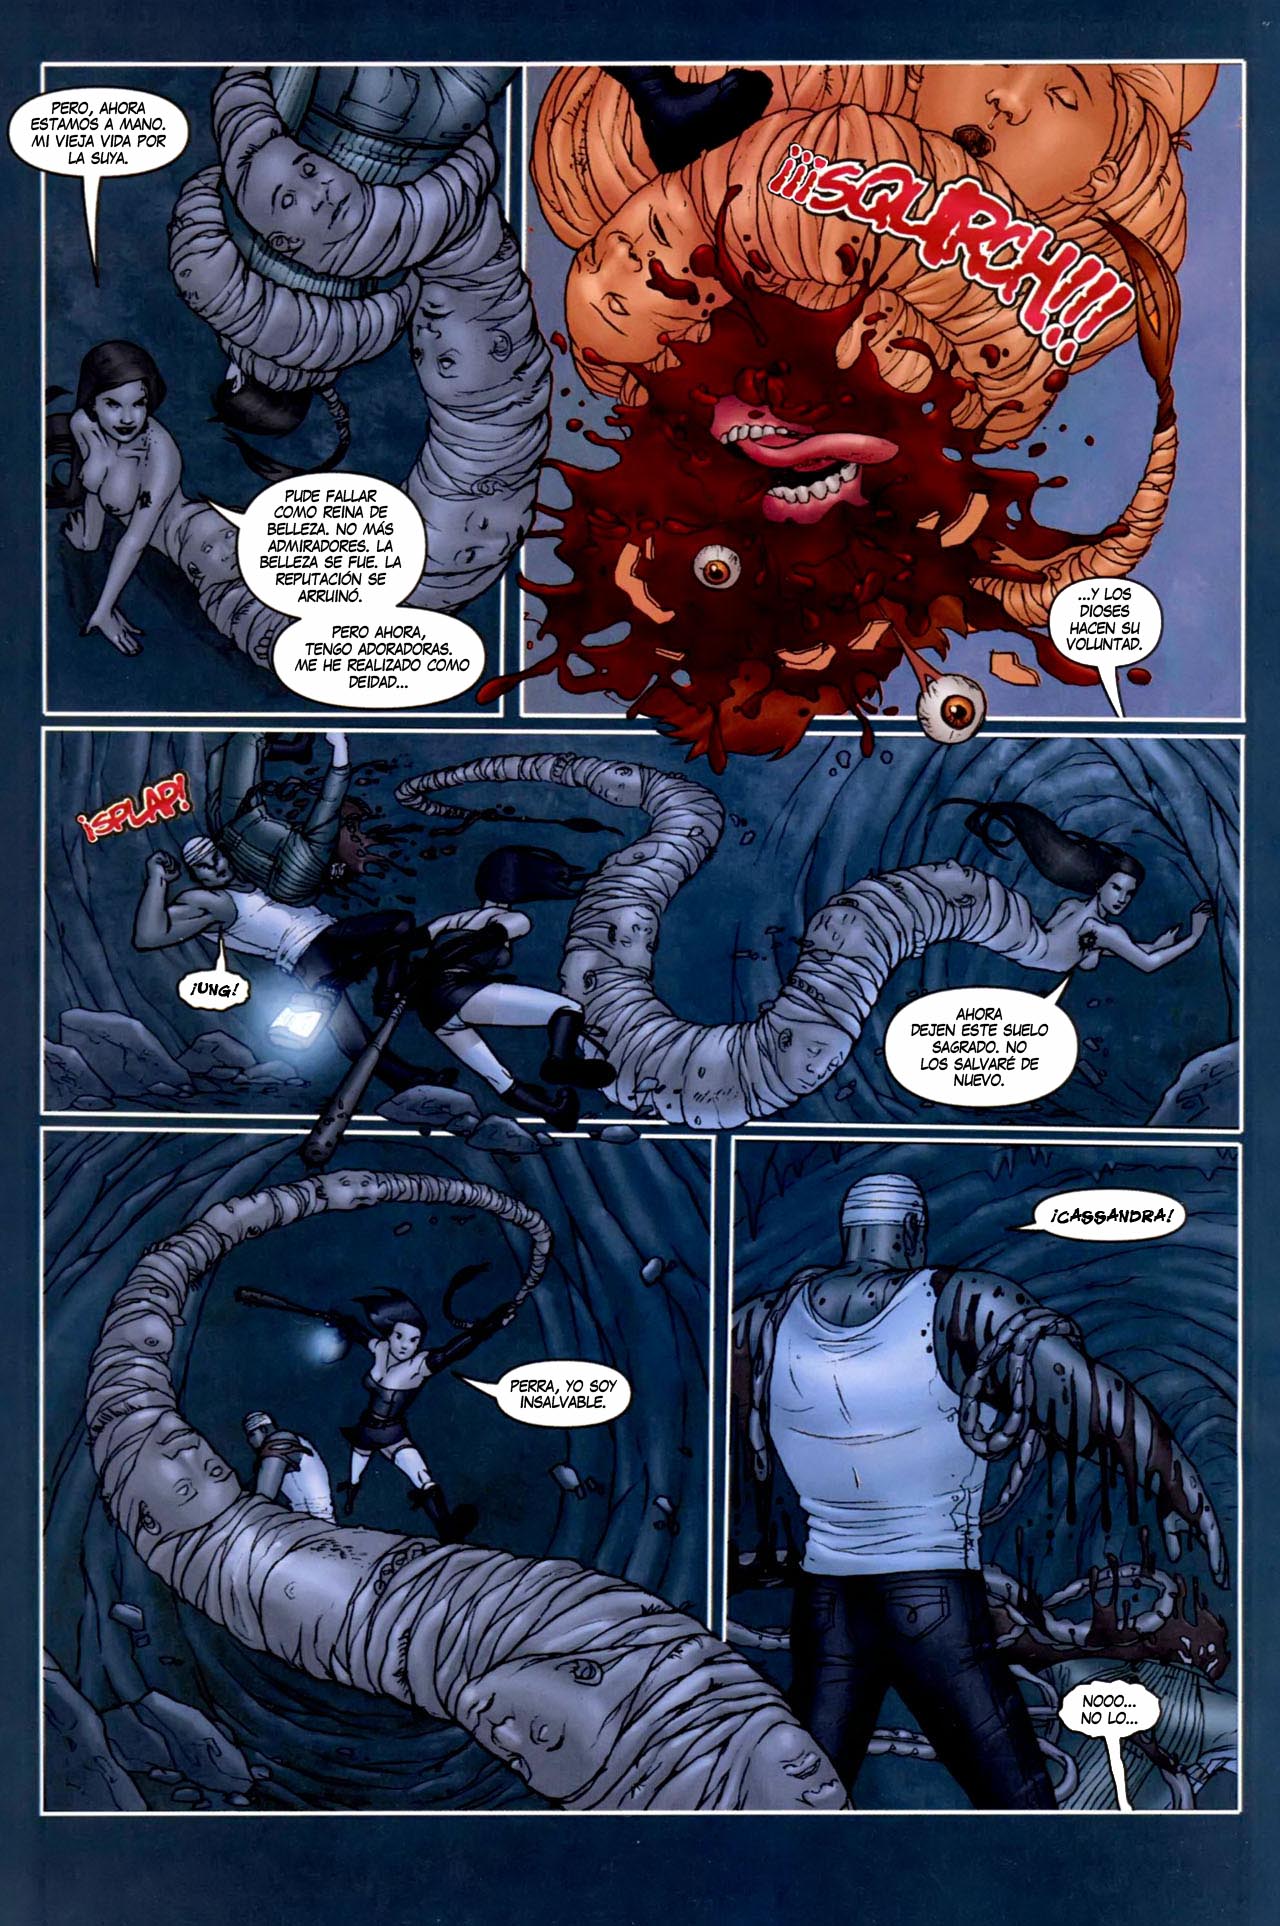 PERO, AHORA
ESTAMOS A MANO.
MI VIEJA VIDA POR
LA SUYA.
PUDE FALLAR
COMO REINA DE
BELLEZA. NO MÁS
ADMIRADORES. LA
BELLEZA SE FUE. LA
REPUTACIÓN SE
ARRUINÓ.
PERO AHORA,
TENGO ADORADORAS.
ME HE REALIZADO COMO
DEIDAD...
¡¡¡SQUIRCH!!!
...Y LOS
DIOSES
HACEN SU
VOLUNTAD.
¡SPLAP!
¡UNG!
AHORA
DEJEN ESTE SUELO
SAGRADO. NO
LOS SALVARÉ DE
NUEVO.
PERRA, YO SOY
INSALVABLE.
¡CASSANDRA!
NOOO...
NO LO...